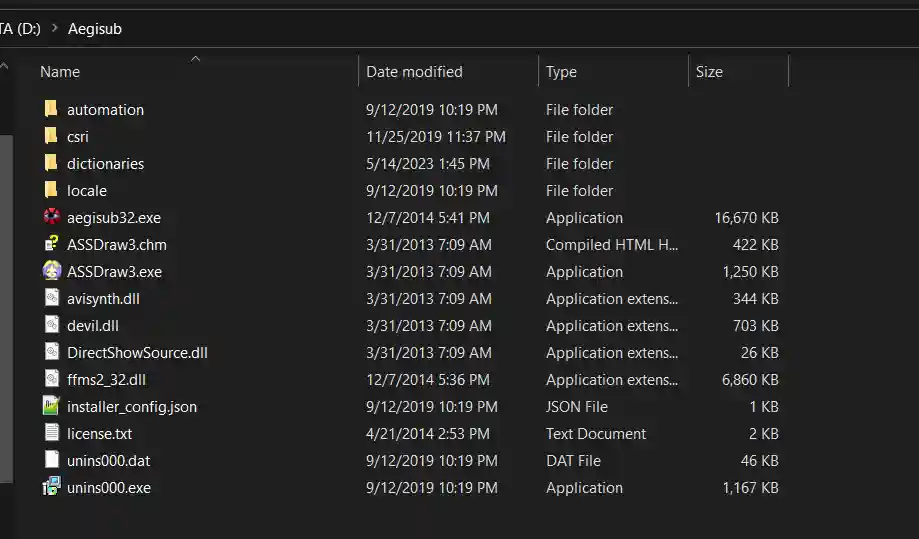 TA (D:) > Aegisub
Name Date modified Type Size
automation 9/12/2019 10:19 PM File folder
csri 11/25/2019 11:37 PM File folder
dictionaries 5/14/2023 1:45 PM File folder
locale 9/12/2019 10:19 PM File folder
aegisub32.exe 12/7/2014 5:41 PM Application 16,670 KB
ASSDraw3.chm 3/31/2013 7:09 AM Compiled HTML H... 422 KB
ASSDraw3.exe 3/31/2013 7:09 AM Application 1,250 KB
avisynth.dll 3/31/2013 7:09 AM Application extens... 344 KB
devil.dll 3/31/2013 7:09 AM Application extens... 703 KB
DirectShowSource.dll 3/31/2013 7:09 AM Application extens... 26 KB
ffms2_32.dll 12/7/2014 5:36 PM Application extens... 6,860 KB
installer_config.json 9/12/2019 10:19 PM JSON File 1 KB
license.txt 4/21/2014 2:53 PM Text Document 2 KB
unins000.dat 9/12/2019 10:19 PM DAT File 46 KB
unins000.exe 9/12/2019 10:19 PM Application 1,167 KB